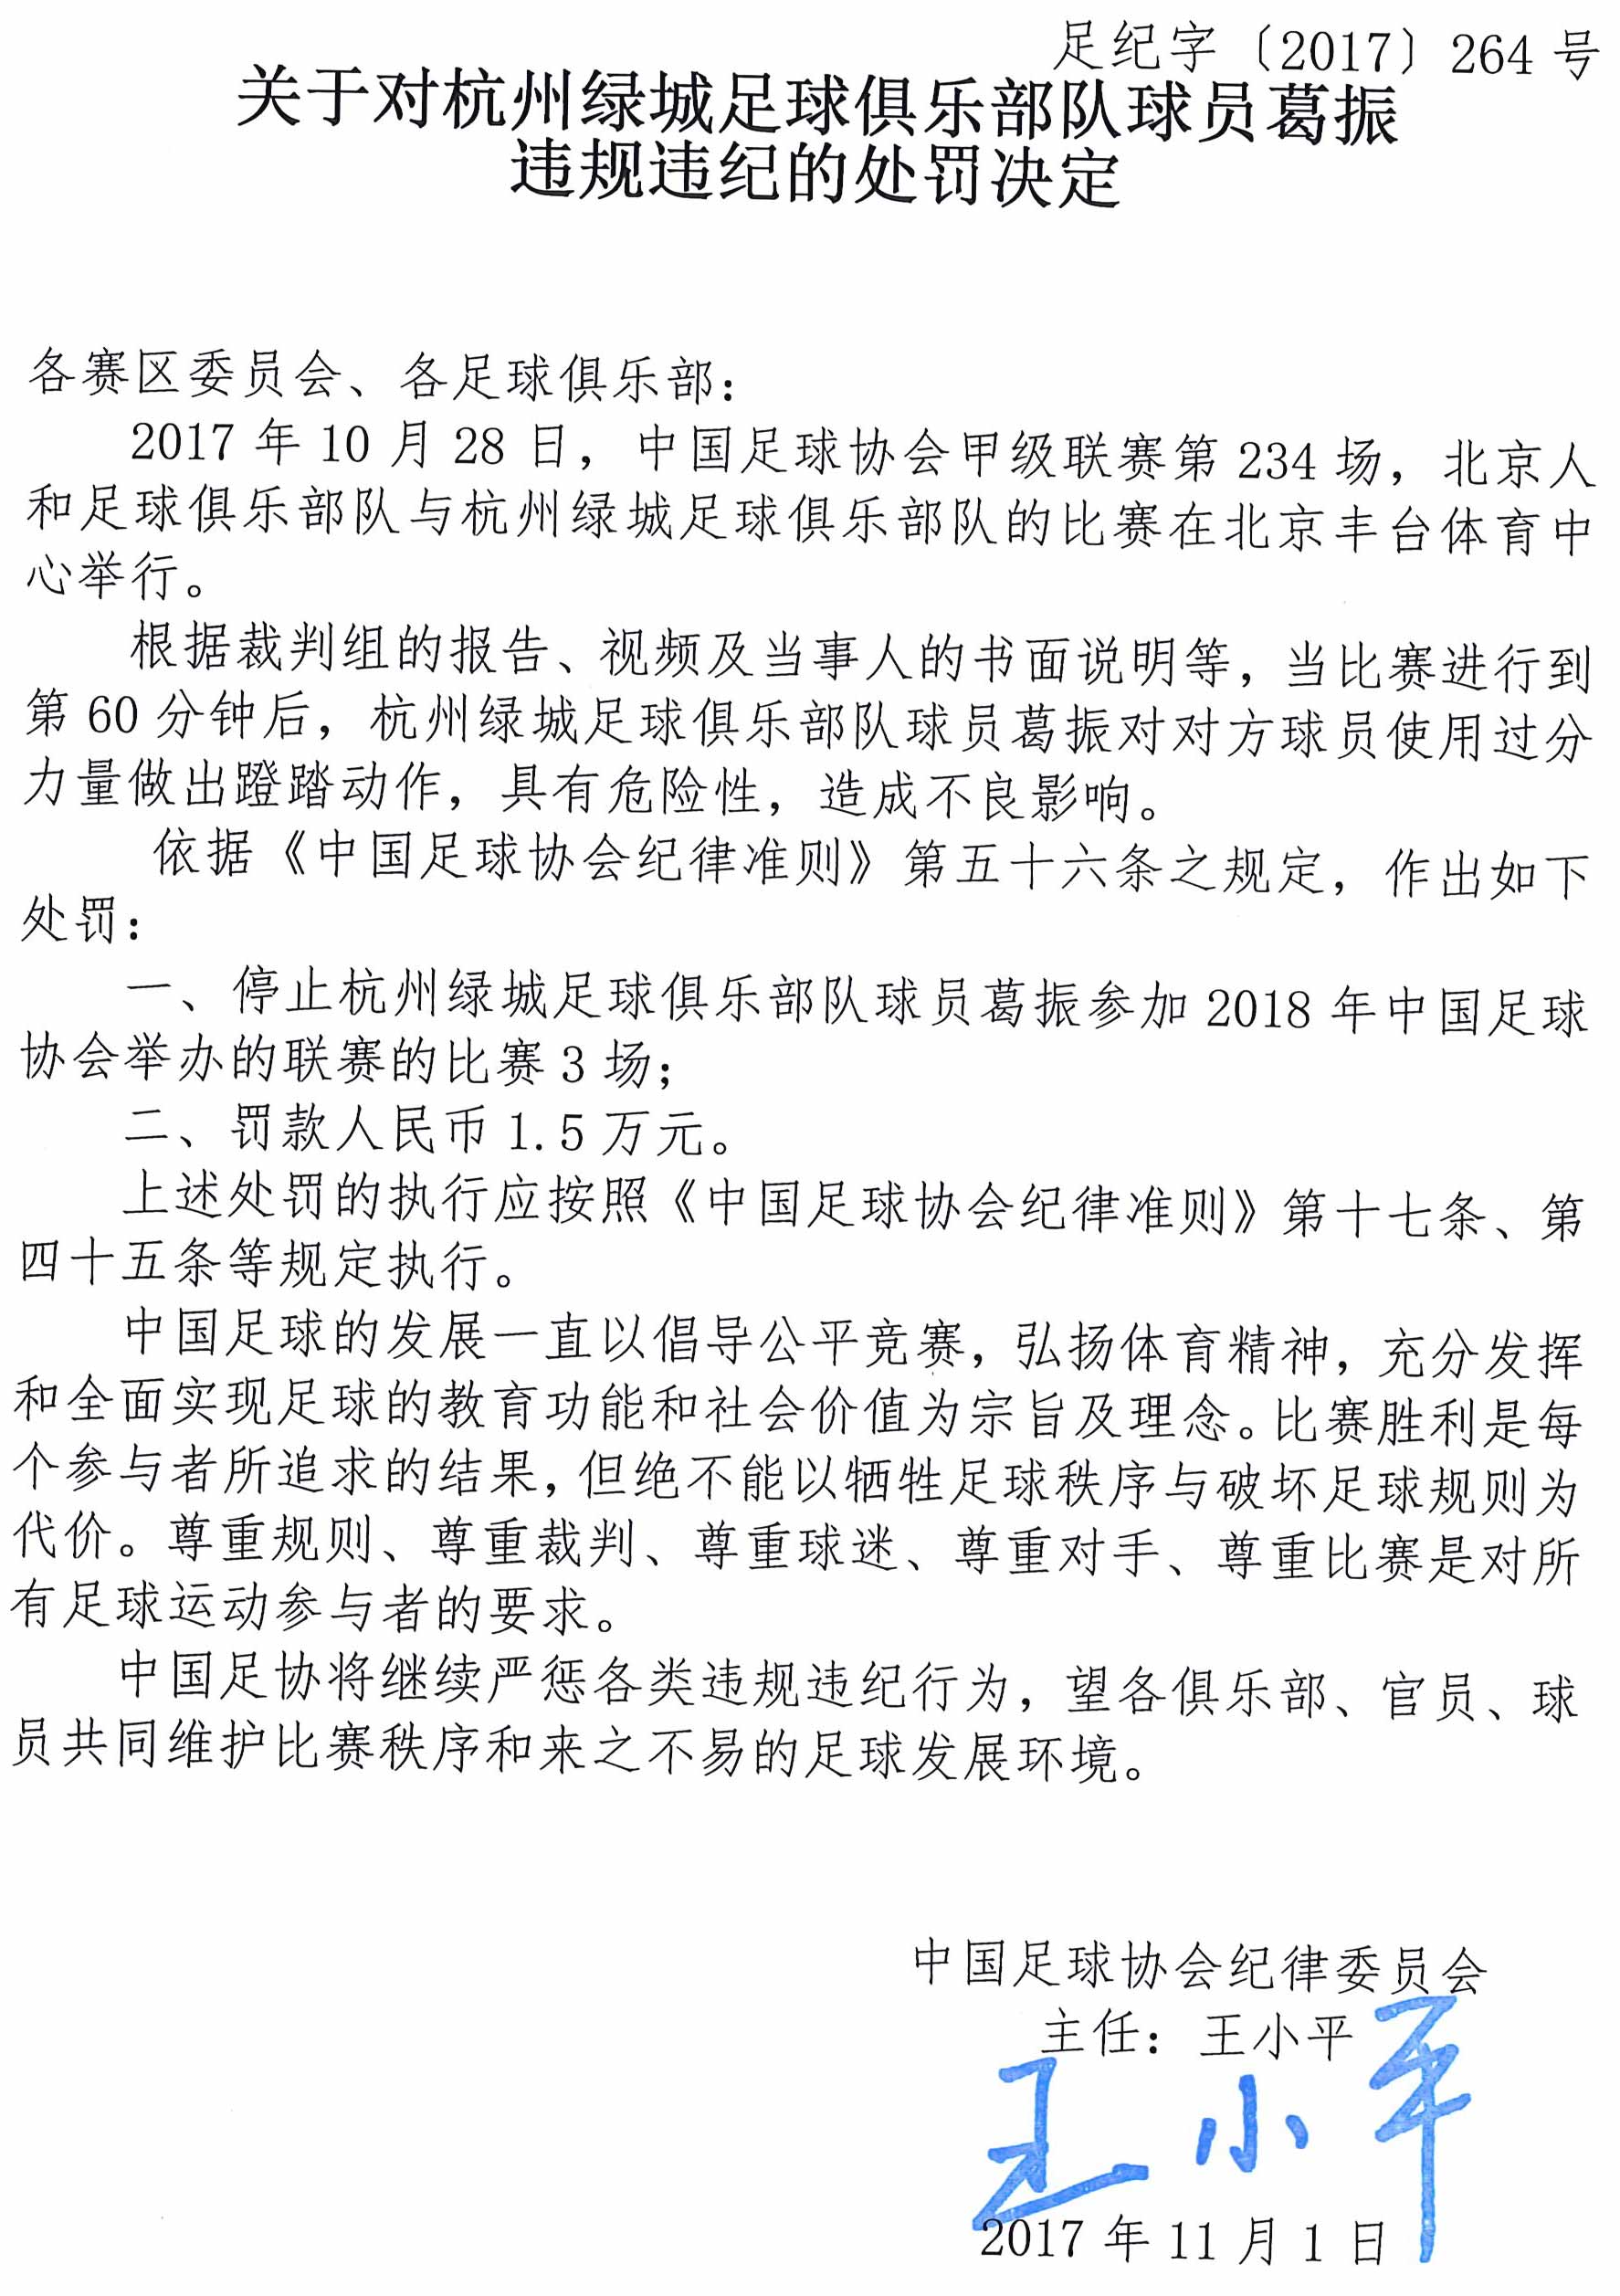 足纪字〔2017〕264 号
关于对杭州绿城足球俱乐部队球员葛振
违规违纪的处罚决定
各赛区委员会、各足球俱乐部：
2017 年 10 月 28 日，中国足球协会甲级联赛第 234 场，北京人
和足球俱乐部队与杭州绿城足球俱乐部队的比赛在北京丰台体育中
心举行。
根据裁判组的报告、视频及当事人的书面说明等，当比赛进行到
第 60 分钟后，杭州绿城足球俱乐部队球员葛振对对方球员使用过分
力量做出蹬踏动作，具有危险性，造成不良影响。
依据《中国足球协会纪律准则》第五十六条之规定，作出如下
处罚：
一、停止杭州绿城足球俱乐部队球员葛振参加 2018 年中国足球
协会举办的联赛的比赛 3 场；
二、罚款人民币 1.5 万元。
上述处罚的执行应按照《中国足球协会纪律准则》第十七条、第
四十五条等规定执行。
中国足球的发展一直以倡导公平竞赛，弘扬体育精神，充分发挥
和全面实现足球的教育功能和社会价值为宗旨及理念。比赛胜利是每
个参与者所追求的结果，但绝不能以牺牲足球秩序与破坏足球规则为
代价。尊重规则、尊重裁判、尊重球迷、尊重对手、尊重比赛是对所
有足球运动参与者的要求。
中国足协将继续严惩各类违规违纪行为，望各俱乐部、官员、球
员共同维护比赛秩序和来之不易的足球发展环境。
中国足球协会纪律委员会
主任：王小平
王小平
2017 年 11 月 1 日